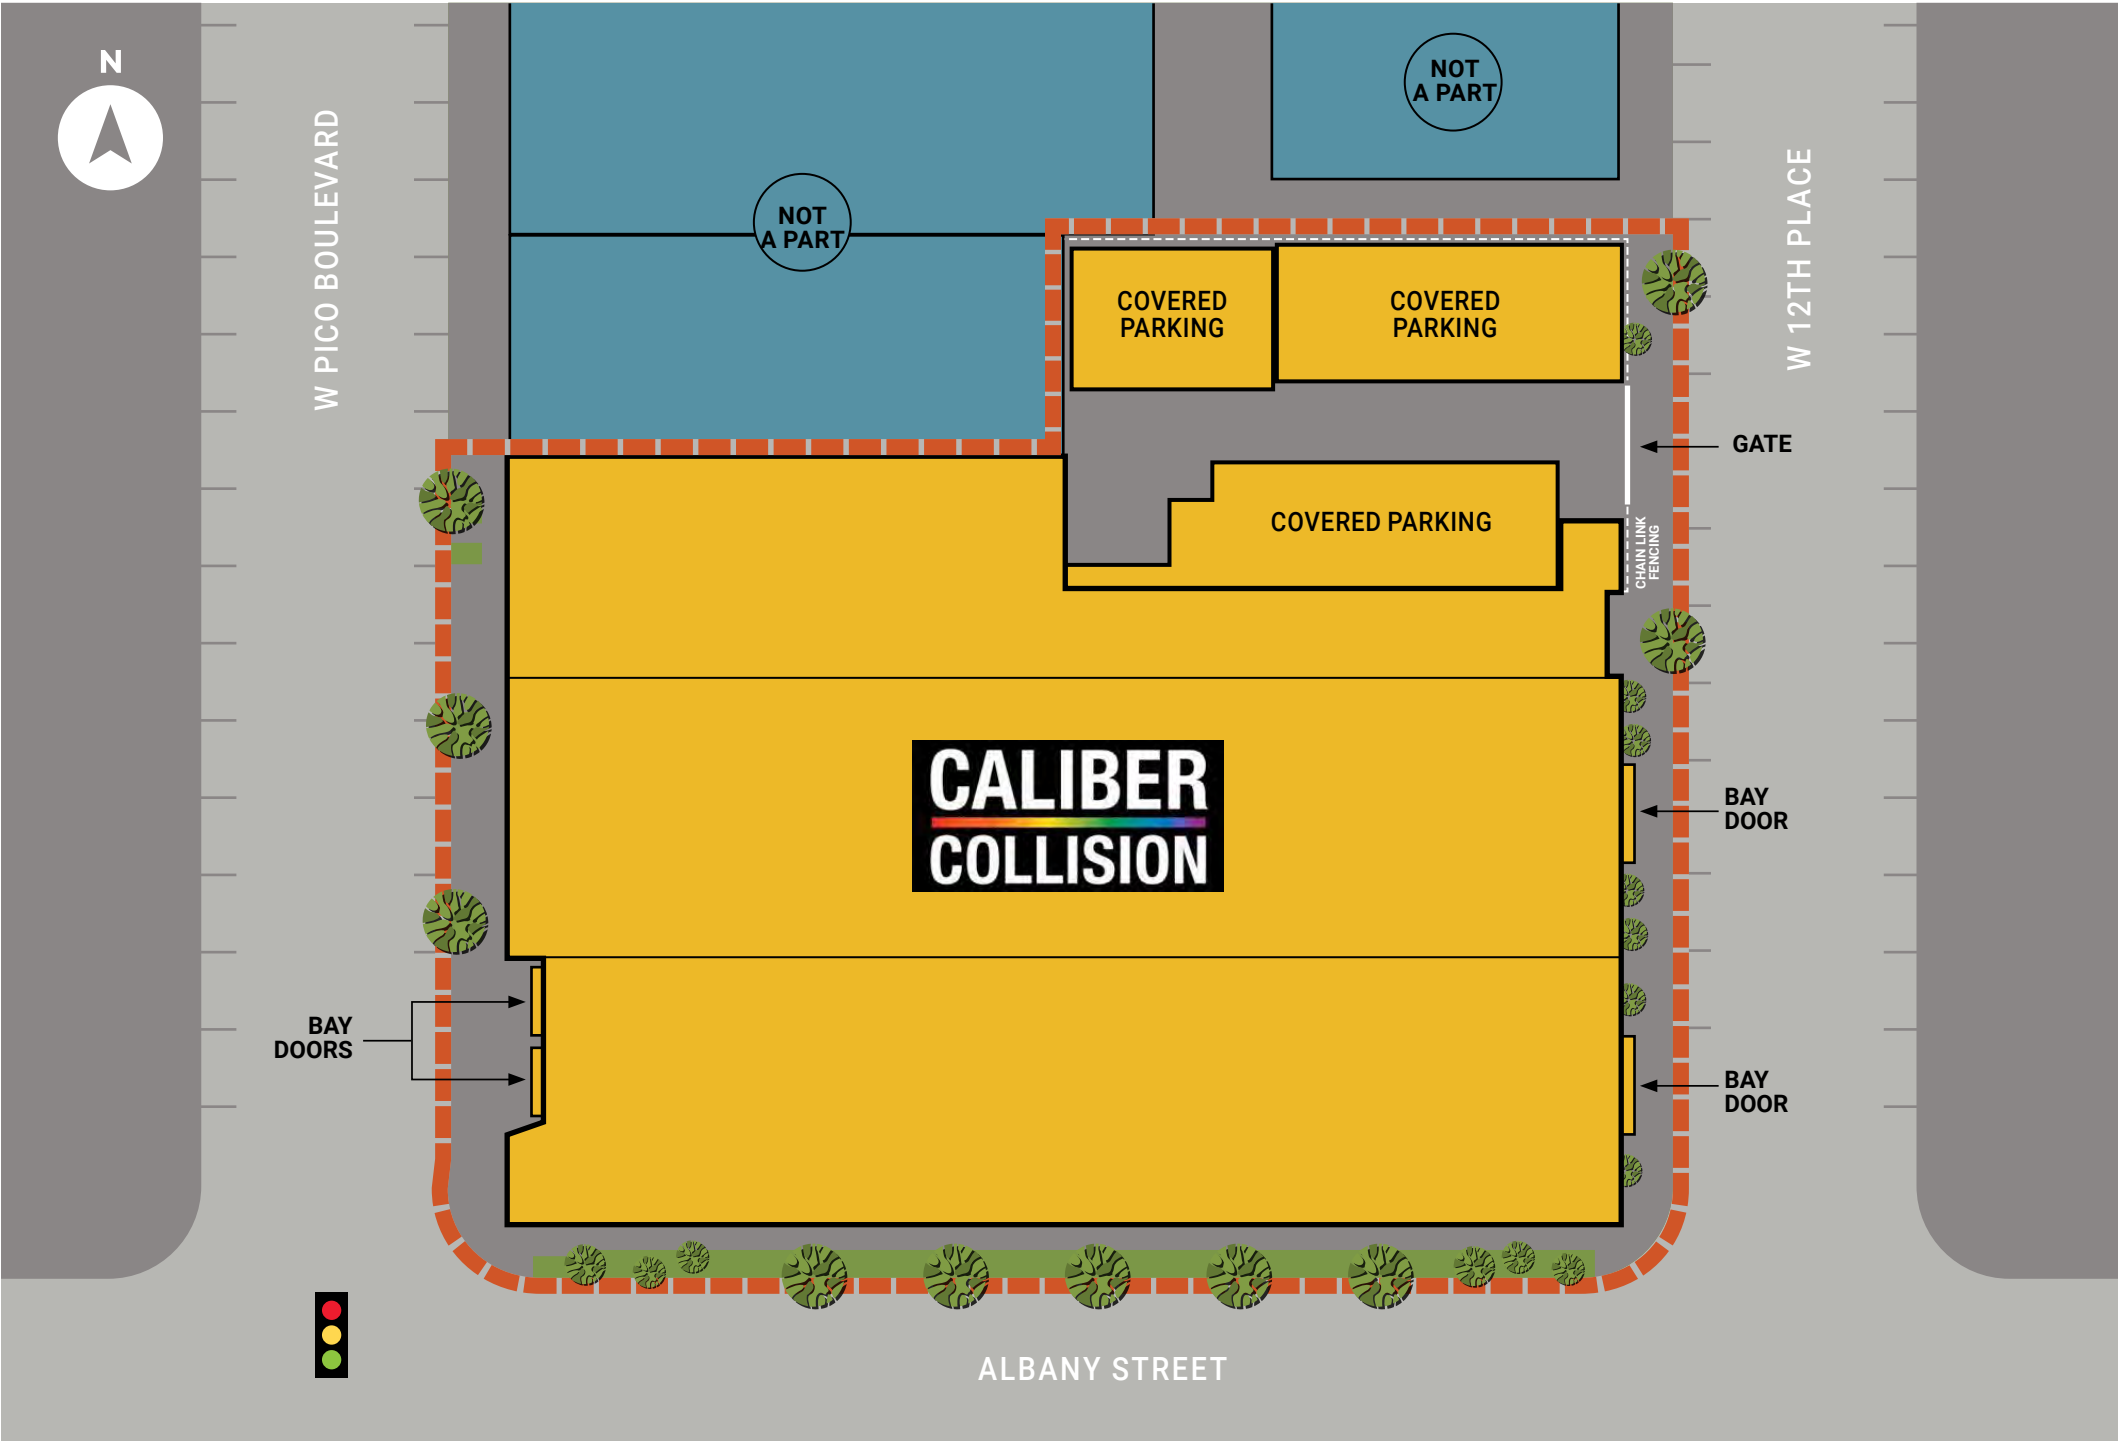 N
W PICO BOULEVARD
NOT
A PART
NOT
A PART
W 12TH PLACE
COVERED
PARKING
COVERED
PARKING
GATE
COVERED PARKING
CHAIN LINK
FENCING
CALIBER
COLLISION
BAY
DOOR
BAY
DOORS
BAY
DOOR
ALBANY STREET